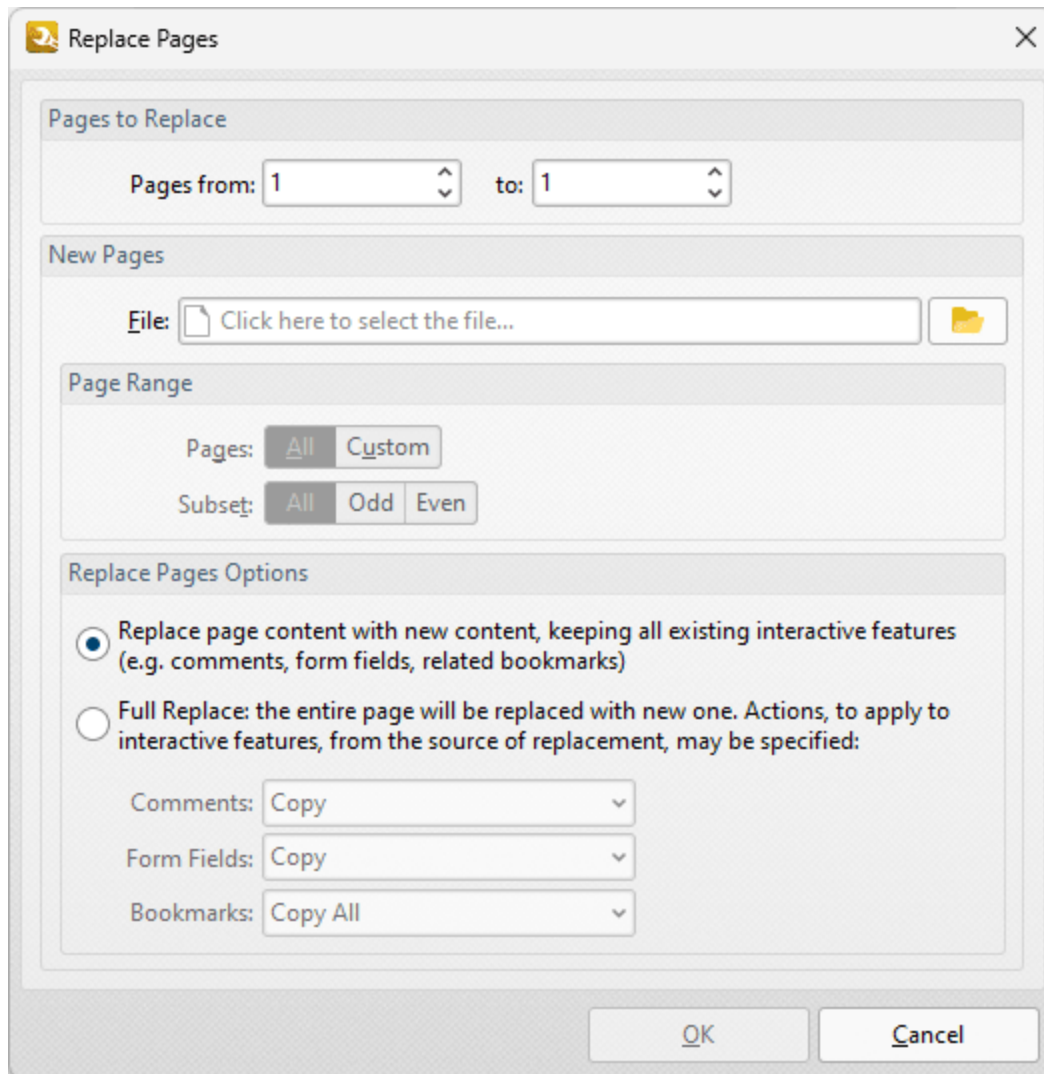 Replace Pages
Pages to Replace
Pages from: 1 to: 1
New Pages
File: Click here to select the file...
Page Range
Pages: All Custom
Subset: All Odd Even
Replace Pages Options
Replace page content with new content, keeping all existing interactive features
(e.g. comments, form fields, related bookmarks)
Full Replace: the entire page will be replaced with new one. Actions, to apply to
interactive features, from the source of replacement, may be specified:
Comments: Copy
Form Fields: Copy
Bookmarks: Copy All
OK Cancel